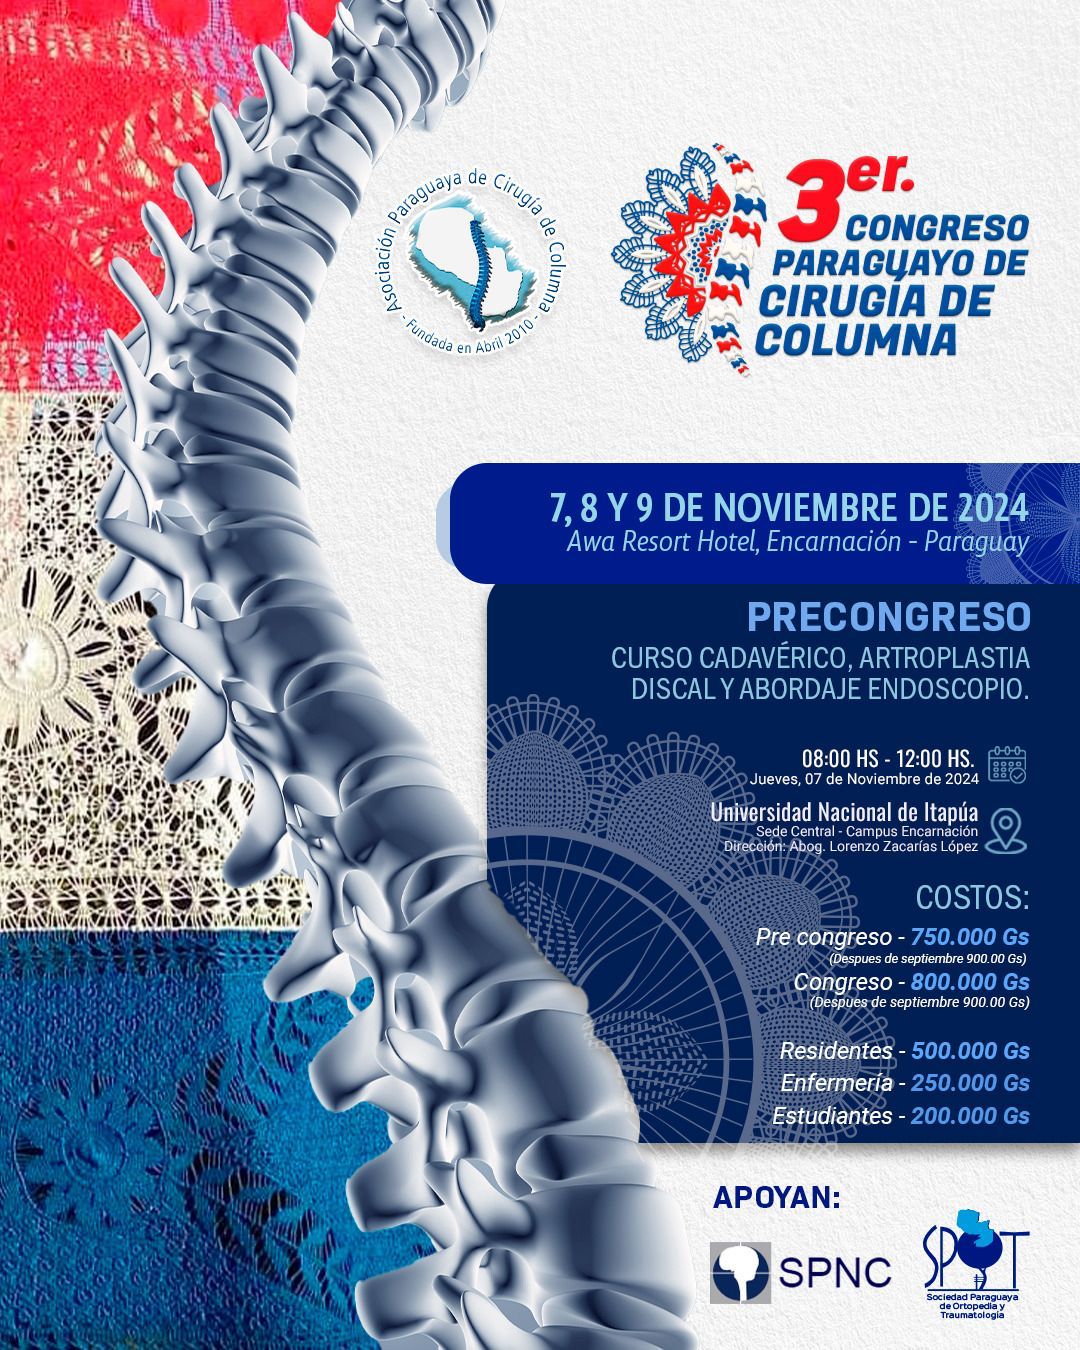 Asociación Paraguaya de Cirugía de Columna
- Fundada en Abril 2010 -
3er.
CONGRESO
PARAGUAYO DE
CIRUGÍA DE
COLUMNA
7, 8 Y 9 DE NOVIEMBRE DE 2024
Awa Resort Hotel, Encarnación - Paraguay
PRECONGRESO
CURSO CADAVÉRICO, ARTROPLASTIA
DISCAL Y ABORDAJE ENDOSCOPIO.
08:00 HS - 12:00 HS.
Jueves, 07 de Noviembre de 2024
Universidad Nacional de Itapúa
Sede Central - Campus Encarnación
Dirección: Abog. Lorenzo Zacarías López
COSTOS:
Pre congreso - 750.000 Gs
(Despues de septiembre 900.00 Gs)
Congreso - 800.000 Gs
(Despues de septiembre 900.00 Gs)
Residentes - 500.000 Gs
Enfermería - 250.000 Gs
Estudiantes - 200.000 Gs
APOYAN:
SPNC
SPOT
Sociedad Paraguaya
de Ortopedia y
Traumatología